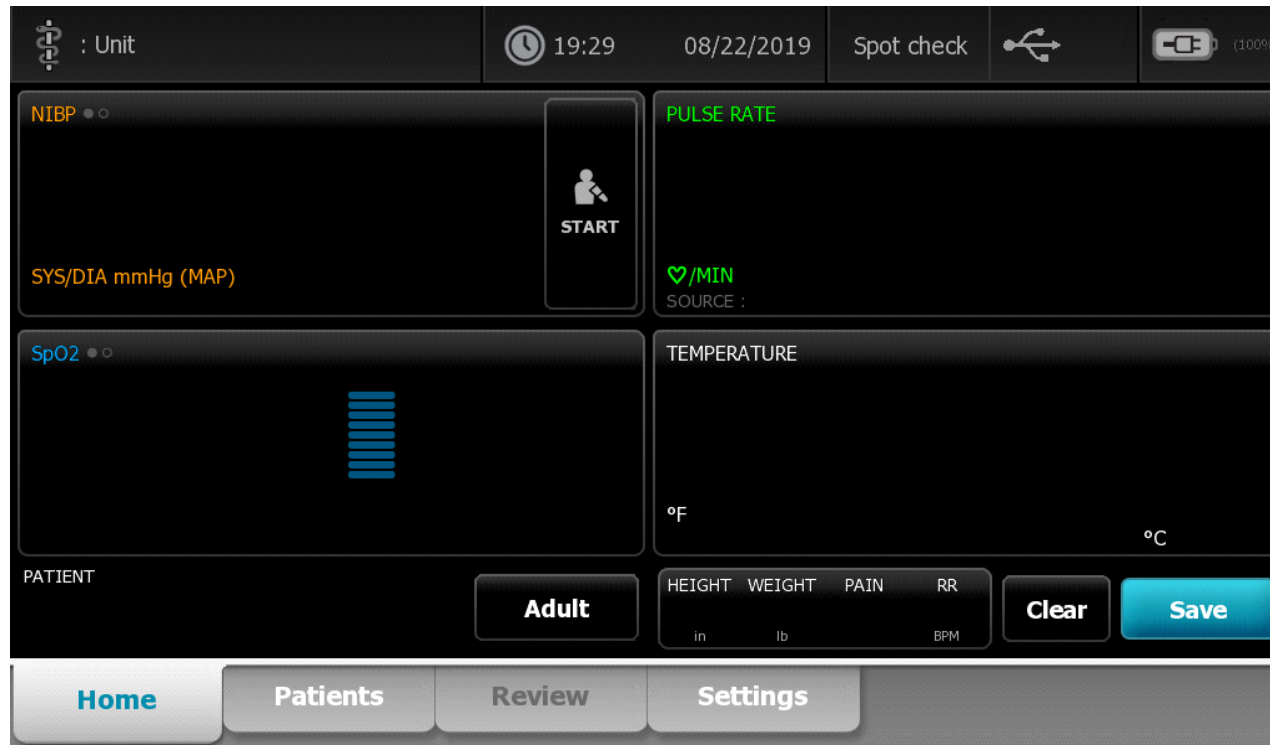 : Unit
19:29
08/22/2019
Spot check
(100%
NIBP
START
SYS/DIA mmHg (MAP)
PULSE RATE
/MIN
SOURCE :
SpO2
TEMPERATURE
°F
°C
PATIENT
Adult
HEIGHT WEIGHT PAIN RR
in lb BPM
Clear
Save
Home
Patients
Review
Settings